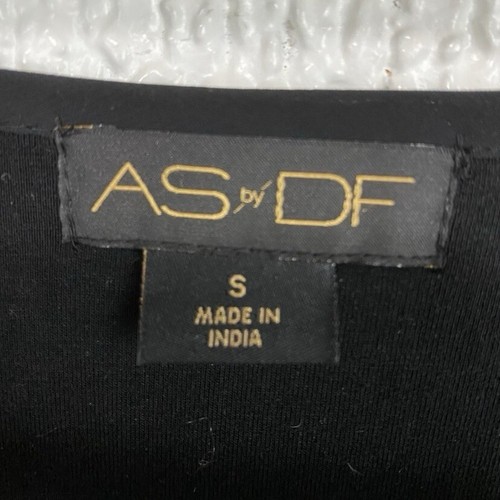 AS by DF
S
MADE IN
INDIA